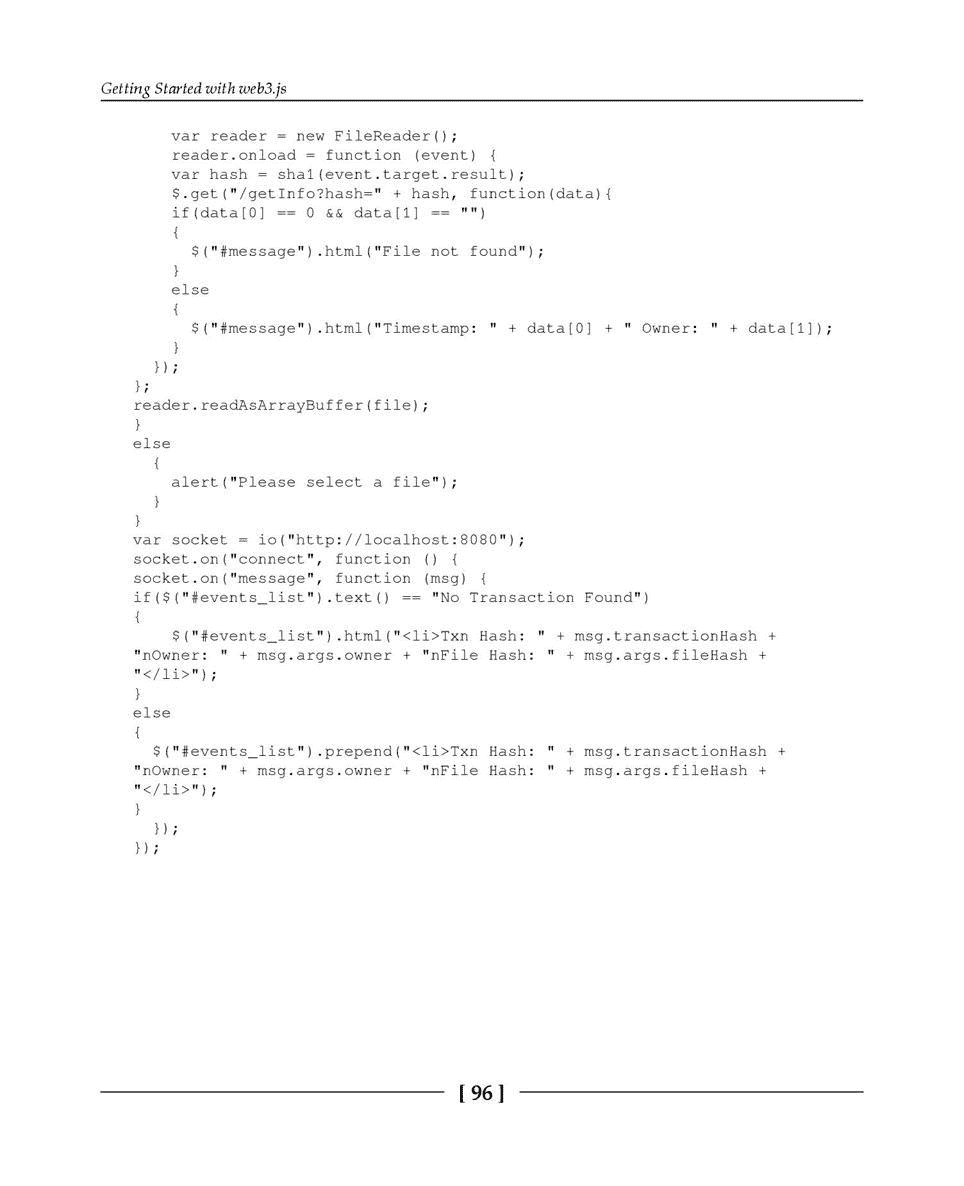 Getting Started with web3.js
var reader = new FileReader();
reader.onload = function (event) {
var hash = sha1(event.target.result);
$.get("/getInfo?hash=" + hash, function(data){
if(data[0] == 0 && data[1] == "")
{
$("#message").html("File not found");
}
else
{
$("#message").html("Timestamp: " + data[0] + " Owner: " + data[1]);
}
});
};
reader.readAsArrayBuffer(file);
}
else
{
alert("Please select a file");
}
}
var socket = io("http://localhost:8080");
socket.on("connect", function () {
socket.on("message", function (msg) {
if($("#events_list").text() == "No Transaction Found")
{
$("#events_list").html("<li>Txn Hash: " + msg.transactionHash +
"nOwner: " + msg.args.owner + "nFile Hash: " + msg.args.fileHash +
"</li>");
}
else
{
$("#events_list").prepend("<li>Txn Hash: " + msg.transactionHash +
"nOwner: " + msg.args.owner + "nFile Hash: " + msg.args.fileHash +
"</li>");
}
});
});
[ 96 ]